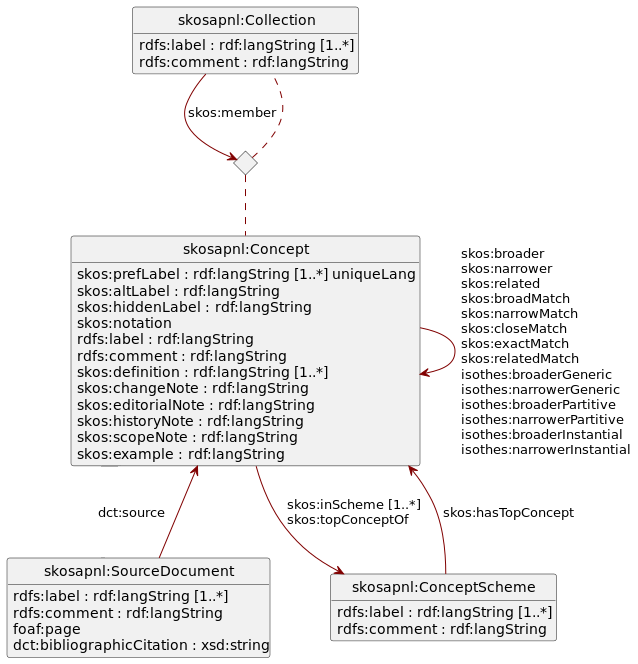 skosapnl:Collection
rdfs:label : rdf:langString [1..*]
rdfs:comment : rdf:langString
skos:member
skosapnl:Concept
skos:prefLabel : rdf:langString [1..*] uniqueLang
skos:altLabel : rdf:langString
skos:hiddenLabel : rdf:langString
skos:notation
rdfs:label : rdf:langString
rdfs:comment : rdf:langString
skos:definition : rdf:langString [1..*]
skos:changeNote : rdf:langString
skos:editorialNote : rdf:langString
skos:historyNote : rdf:langString
skos:scopeNote : rdf:langString
skos:example : rdf:langString
skos:broader
skos:narrower
skos:related
skos:broadMatch
skos:narrowMatch
skos:closeMatch
skos:exactMatch
skos:relatedMatch
isothes:broaderGeneric
isothes:narrowerGeneric
isothes:broaderPartitive
isothes:narrowerPartitive
isothes:broaderInstantial
isothes:narrowerInstantial
dct:source
skos:inScheme [1..*]
skos:topConceptOf
skos:hasTopConcept
skosapnl:SourceDocument
rdfs:label : rdf:langString [1..*]
rdfs:comment : rdf:langString
foaf:page
dct:bibliographicCitation : xsd:string
skosapnl:ConceptScheme
rdfs:label : rdf:langString [1..*]
rdfs:comment : rdf:langString